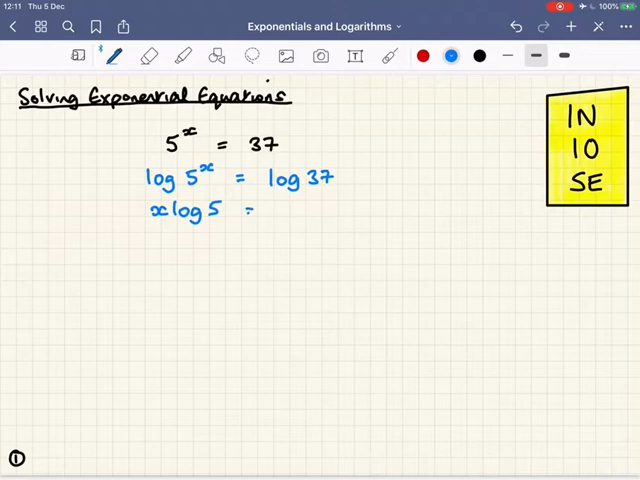 12:11 Thu 5 Dec
100%
Exponentials and Logarithms
Solving Exponential Equations
5^x = 37
log 5^x = log 37
x log 5 =
IN
10
SE
1